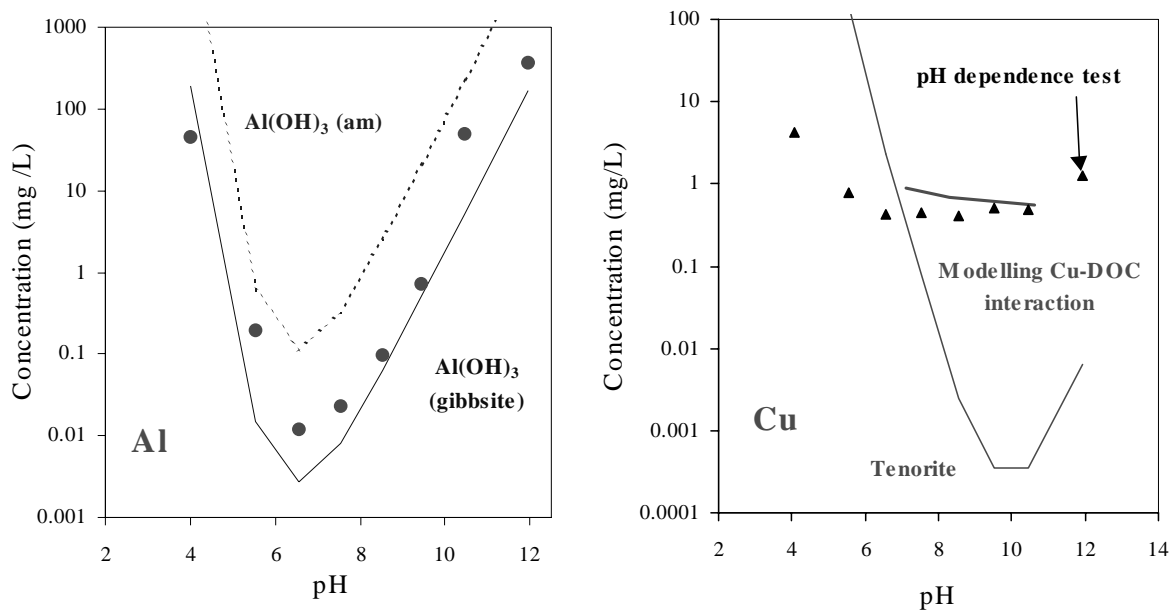 1000
100
10
1
0.1
0.01
0.001
Concentration (mg /L)
Al(OH)₃ (am)
Al(OH)₃
(gibbsite)
Al
2 4 6 8 10 12
pH
100
10
1
0.1
0.01
0.001
0.0001
Concentration (mg/L)
pH dependence test
Modelling Cu-DOC
interaction
Cu
Tenorite
2 4 6 8 10 12 14
pH